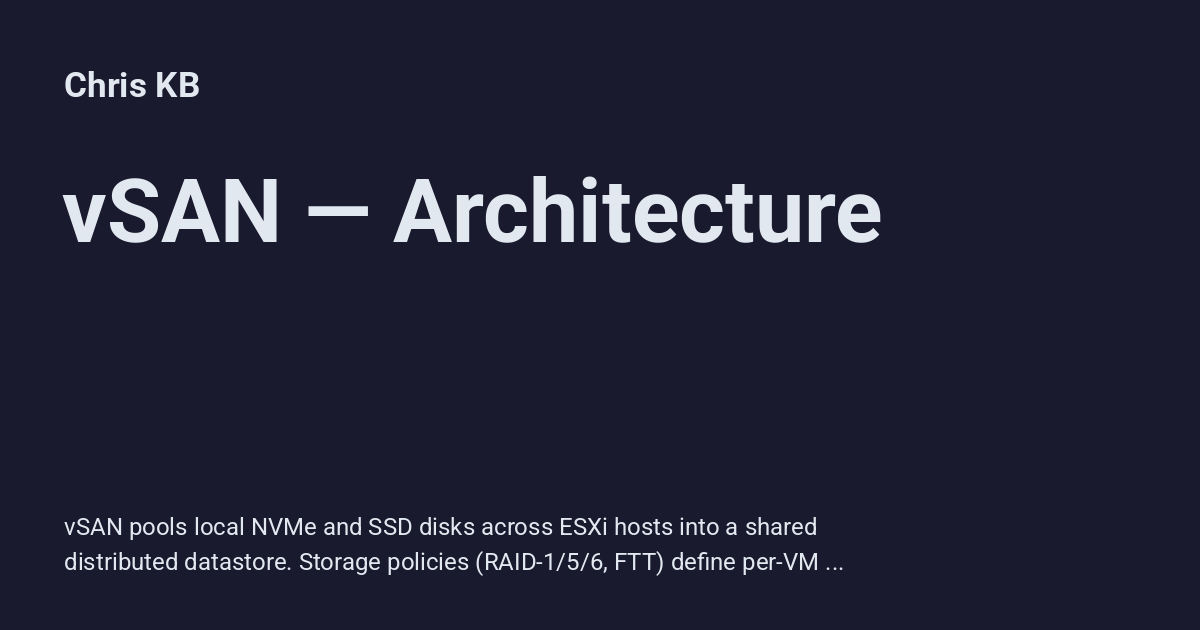 Chris KB
vSAN — Architecture
vSAN pools local NVMe and SSD disks across ESXi hosts into a shared
distributed datastore. Storage policies (RAID-1/5/6, FTT) define per-VM ...